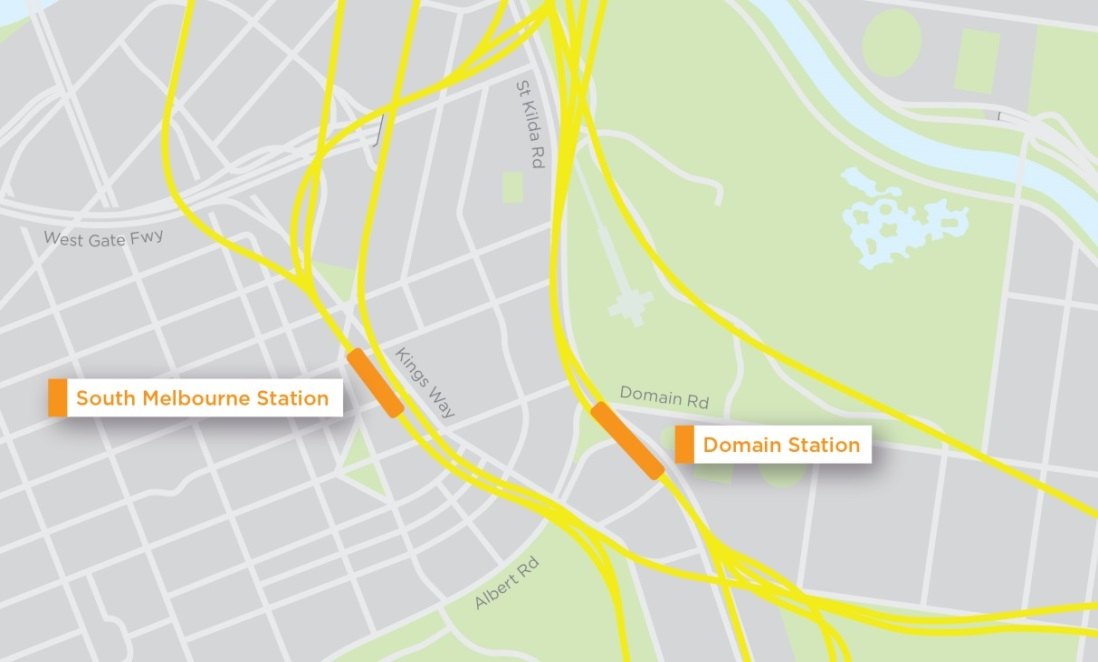 St Kilda Rd
West Gate Fwy
Kings Way
South Melbourne Station
Domain Rd
Domain Station
Albert Rd